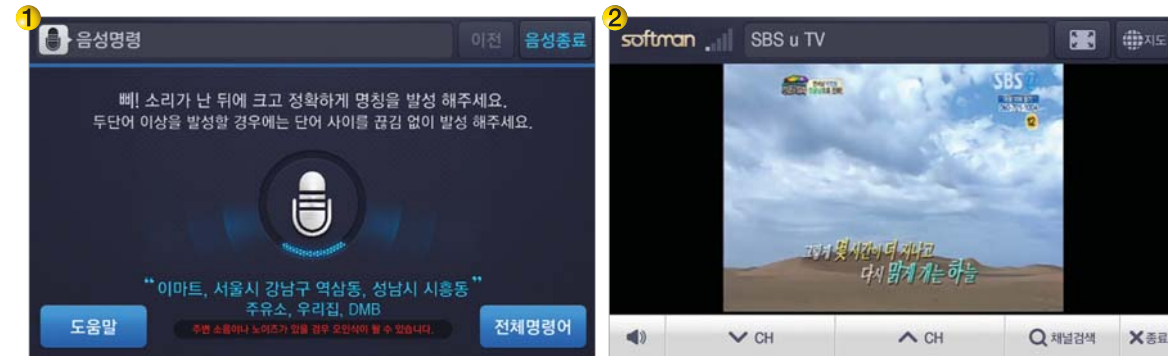 1
음성명령
이전
음성종료
삐! 소리가 난 뒤에 크고 정확하게 명칭을 발성 해주세요.
두단어 이상을 발성할 경우에는 단어 사이를 끊김 없이 발성 해주세요.
“이마트, 서울시 강남구 역삼동, 성남시 시흥동”
주유소, 우리집, DMB
도움말
주변 소음이나 노이즈가 있을 경우 오인식이 될 수 있습니다.
전체명령어
2
softman
SBS u TV
지도
SBS
12
그렇게 몇 시간이 더 지나고
다시 맑게 개는 하늘
CH
CH
채널검색
종료